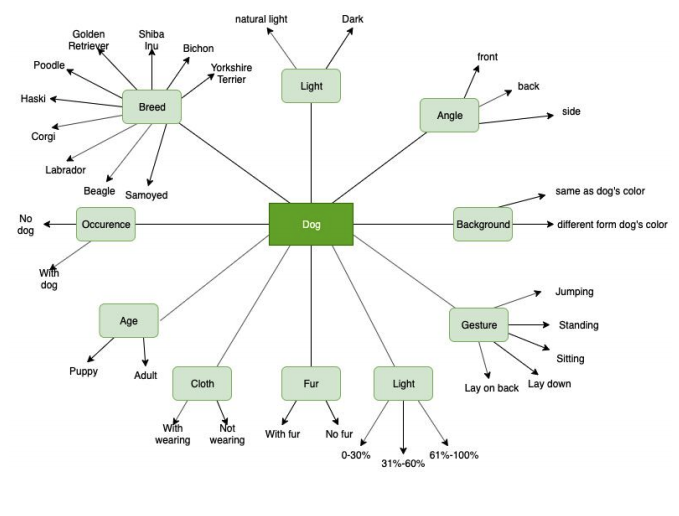 natural light
Dark
Golden
Retriever
Shiba
Inu
Bichon
Yorkshire
Terrier
Poodle
Haski
Corgi
Labrador
Beagle
Samoyed
Breed
Light
front
back
side
Angle
same as dog's color
different form dog's color
Background
No
dog
With
dog
Occurence
Dog
Age
Puppy
Adult
Cloth
With
wearing
Not
wearing
Fur
With fur
No fur
Light
0-30%
31%-60%
61%-100%
Gesture
Jumping
Standing
Sitting
Lay down
Lay on back